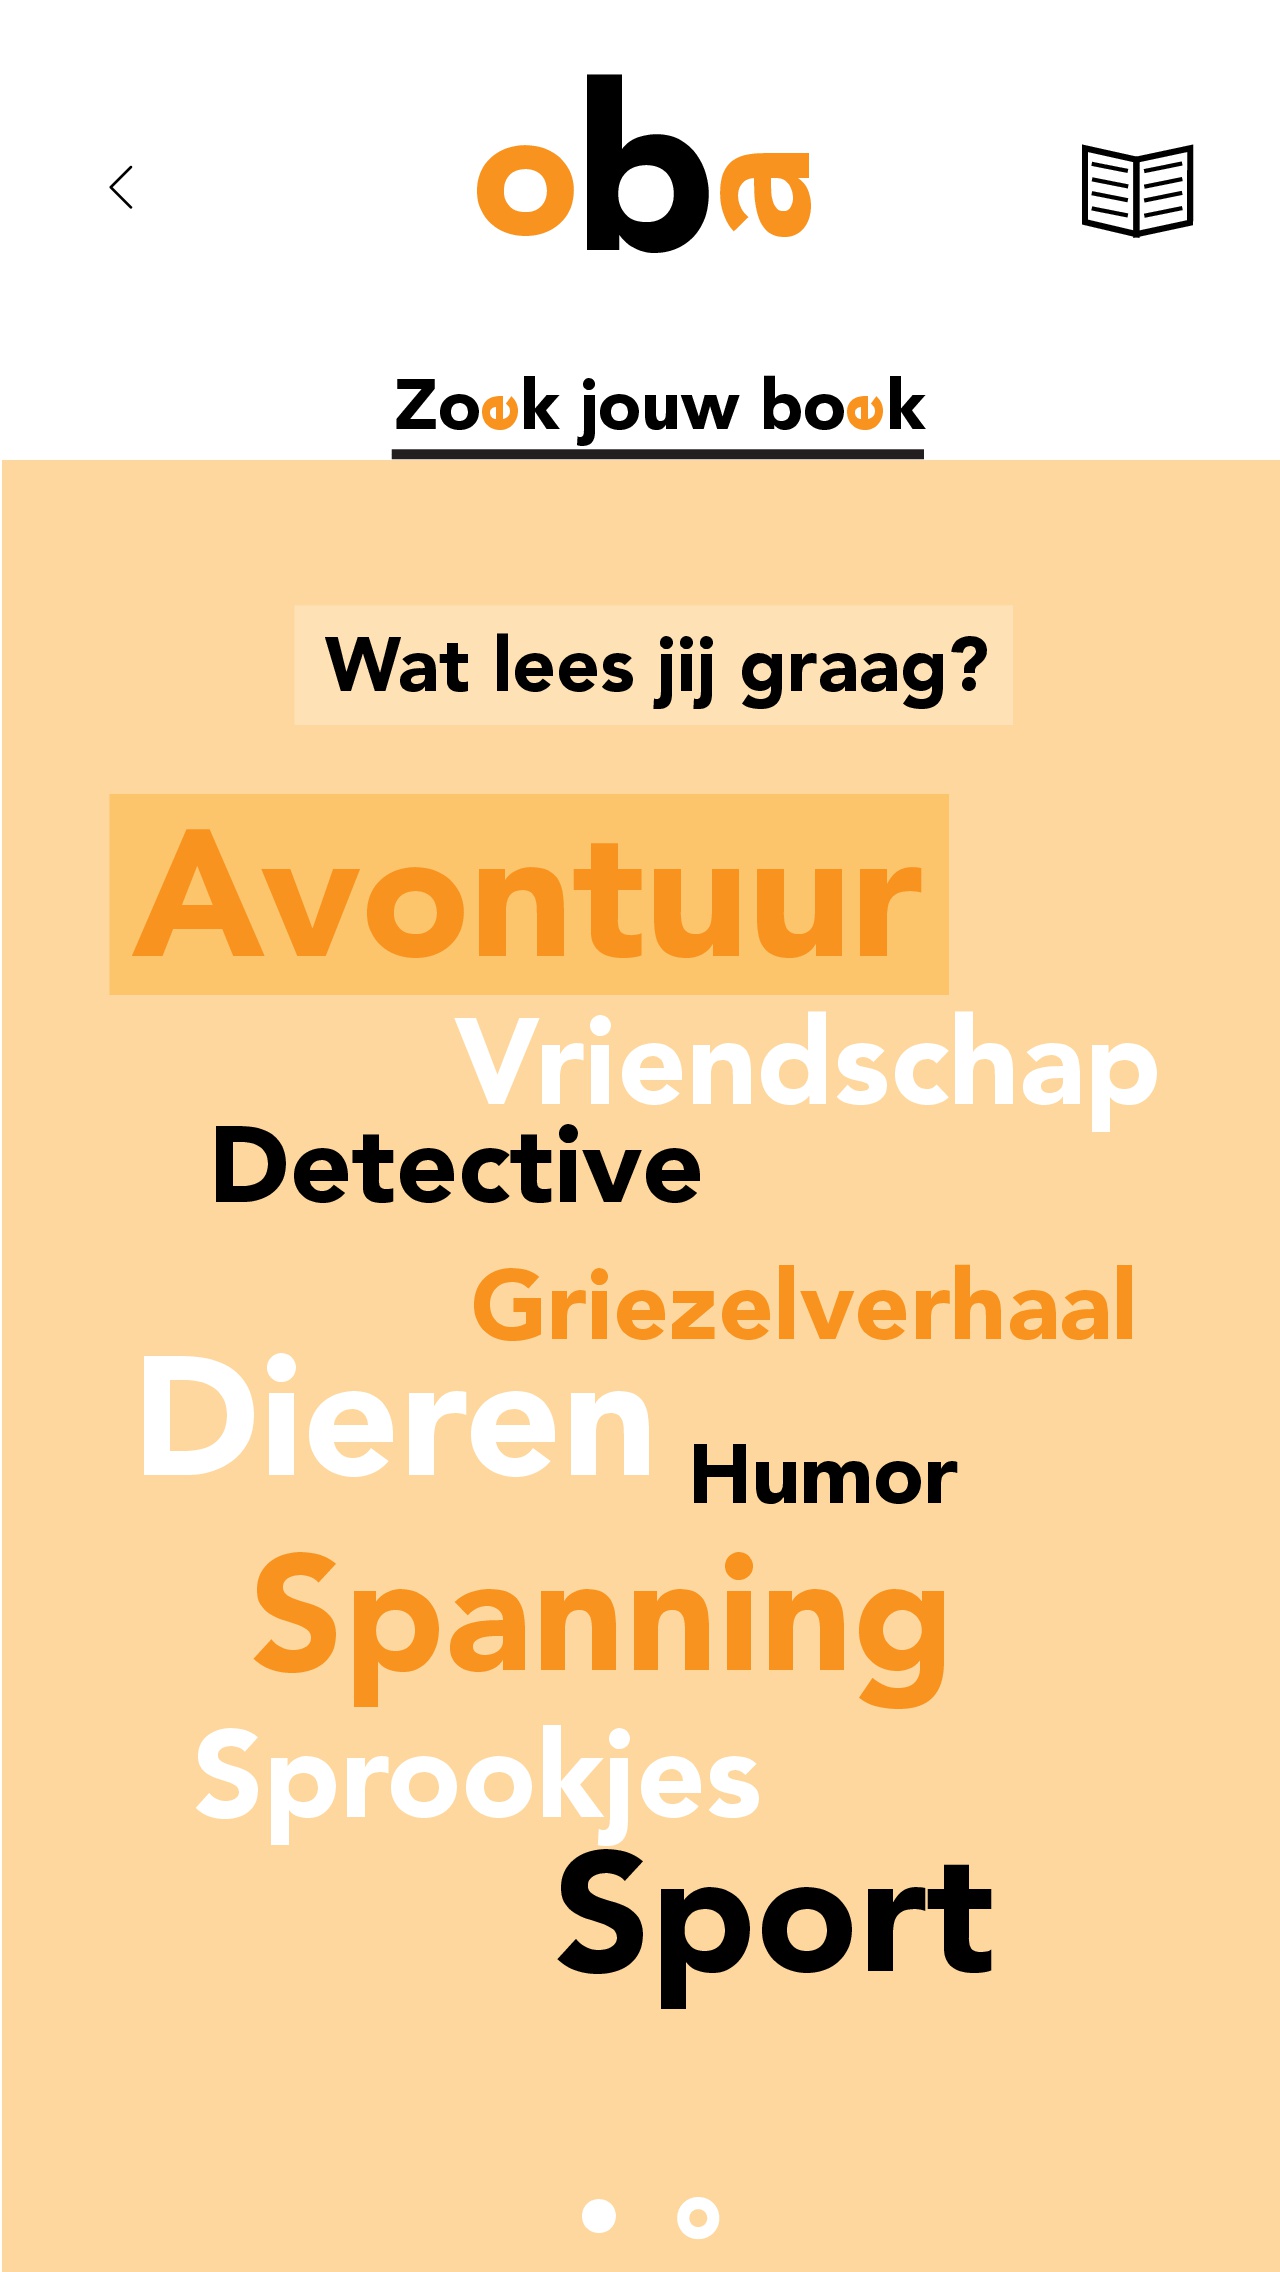 oba
Zoek jouw boek
Wat lees jij graag?
Avontuur
Vriendschap
Detective
Griezelverhaal
Dieren
Humor
Spanning
Sprookjes
Sport